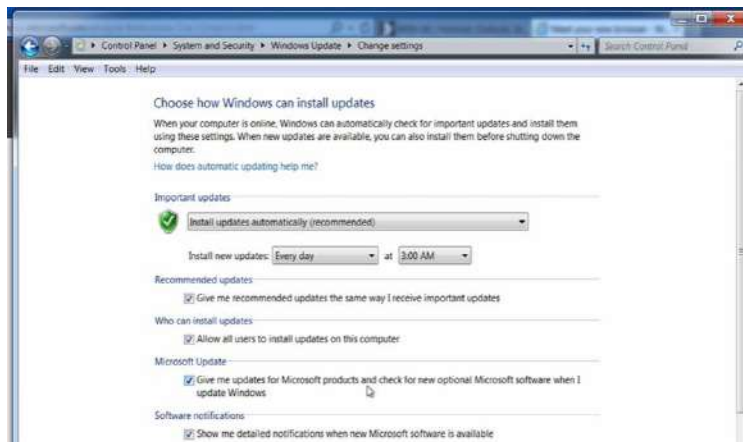 Control Panel ▸ System and Security ▸ Windows Update ▸ Change settings
Search Control Panel
File Edit View Tools Help
Choose how Windows can install updates
When your computer is online, Windows can automatically check for important updates and install them
using these settings. When new updates are available, you can also install them before shutting down the
computer.
How does automatic updating help me?
Important updates
Install updates automatically (recommended)
Install new updates: Every day at 3:00 AM
Recommended updates
Give me recommended updates the same way I receive important updates
Who can install updates
Allow all users to install updates on this computer
Microsoft Update
Give me updates for Microsoft products and check for new optional Microsoft software when I
update Windows
Software notifications
Show me detailed notifications when new Microsoft software is available